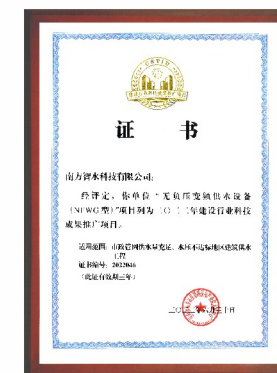 证 书
南方智水科技有限公司:
经评定，你单位“无负压变频供水设备
(NFWG型)”项目列为二〇二二年建设行业科技
成果推广项目。
适用范围: 市政管网供水量充足、水压不达标地区建筑供水
工程
证书编号: 2022046
(此证有效期三年)